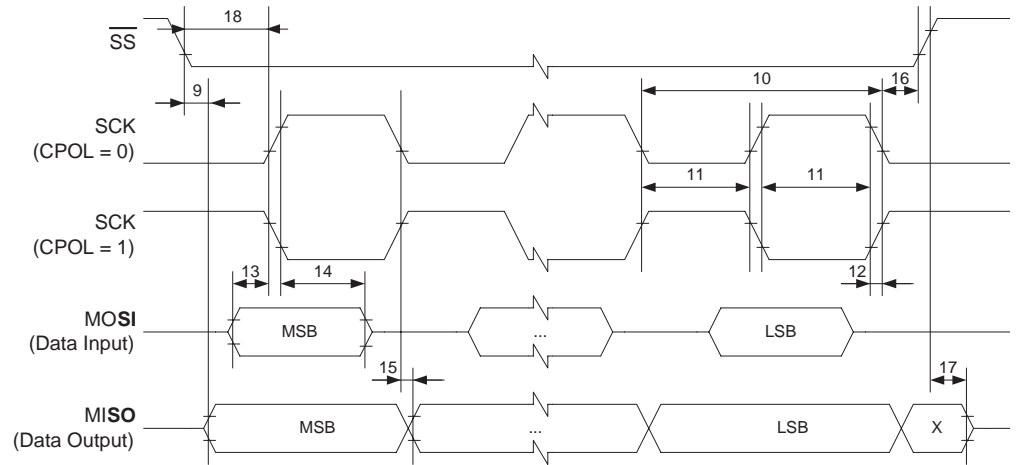 18
SS
9
10
16
SCK
(CPOL = 0)
11
11
SCK
(CPOL = 1)
13
14
12
MOSI
(Data Input)
MSB
...
LSB
15
17
MISO
(Data Output)
MSB
...
LSB
X